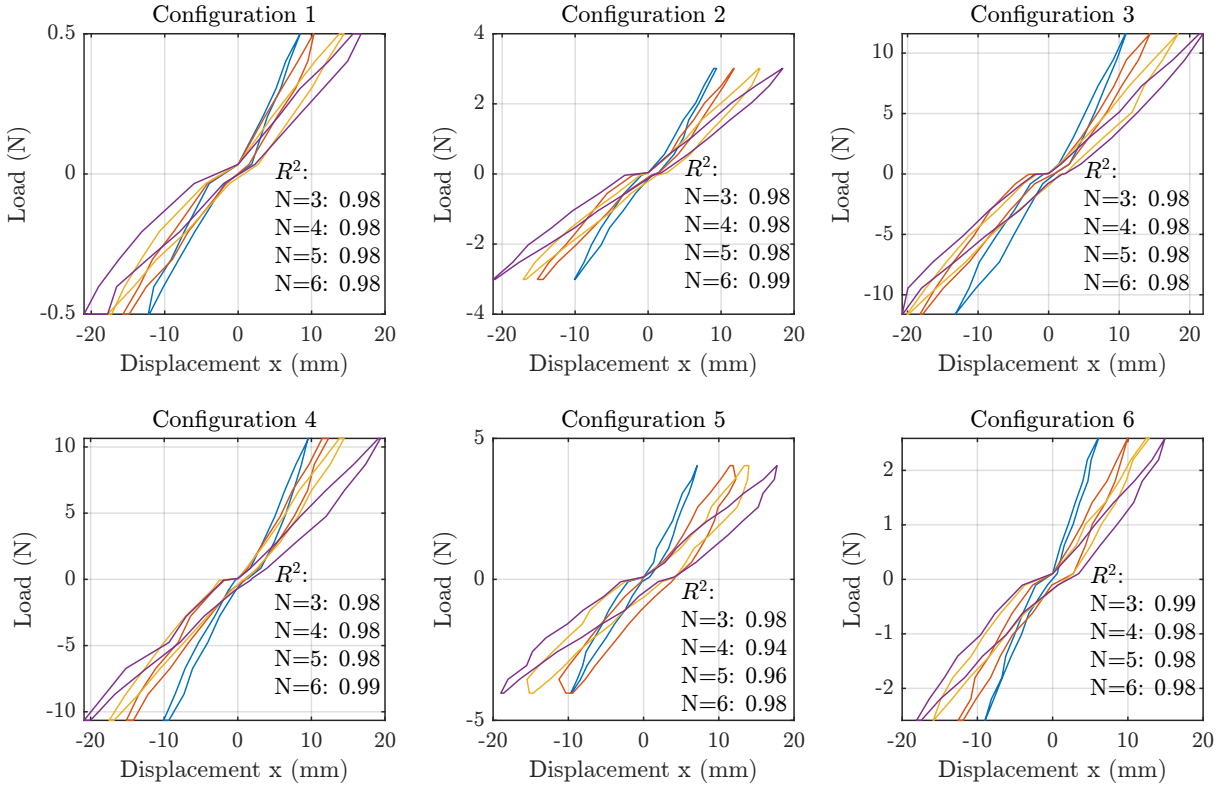 Configuration 1
0.5
0
-0.5
Load (N)
R²:
N=3: 0.98
N=4: 0.98
N=5: 0.98
N=6: 0.98
-20 -10 0 10 20
Displacement x (mm)
Configuration 2
4
2
0
-2
-4
Load (N)
R²:
N=3: 0.98
N=4: 0.98
N=5: 0.98
N=6: 0.99
-20 -10 0 10 20
Displacement x (mm)
Configuration 3
10
5
0
-5
-10
Load (N)
R²:
N=3: 0.98
N=4: 0.98
N=5: 0.98
N=6: 0.98
-20 -10 0 10 20
Displacement x (mm)
Configuration 4
10
5
0
-5
-10
Load (N)
R²:
N=3: 0.98
N=4: 0.98
N=5: 0.98
N=6: 0.99
-20 -10 0 10 20
Displacement x (mm)
Configuration 5
5
0
-5
Load (N)
R²:
N=3: 0.98
N=4: 0.94
N=5: 0.96
N=6: 0.98
-20 -10 0 10 20
Displacement x (mm)
Configuration 6
2
1
0
-1
-2
Load (N)
R²:
N=3: 0.99
N=4: 0.98
N=5: 0.98
N=6: 0.98
-20 -10 0 10 20
Displacement x (mm)